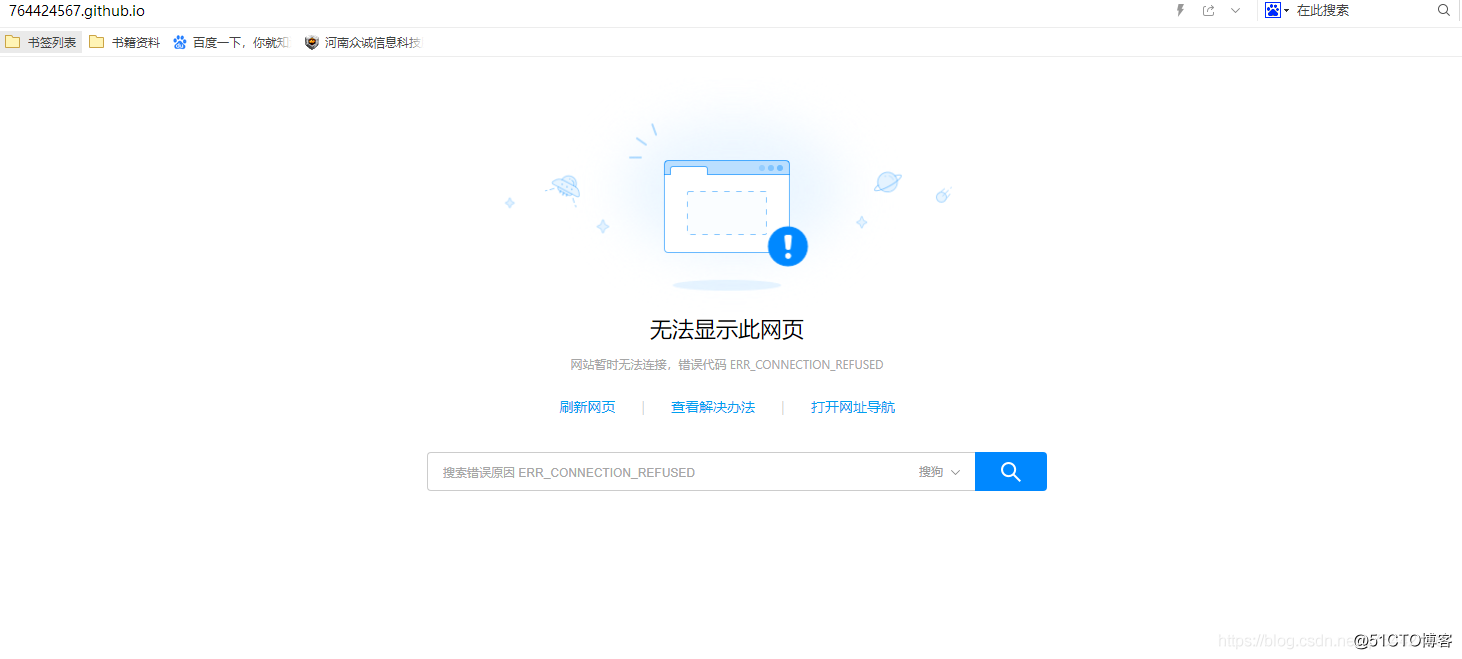 764424567.github.io
在此搜索
书签列表 书籍资料 百度一下，你就知 河南众诚信息科技
无法显示此网页
网站暂时无法连接，错误代码 ERR_CONNECTION_REFUSED
刷新网页 | 查看解决办法 | 打开网址导航
搜索错误原因 ERR_CONNECTION_REFUSED 搜狗
https://blog.csdn.ne
@51CTO博客